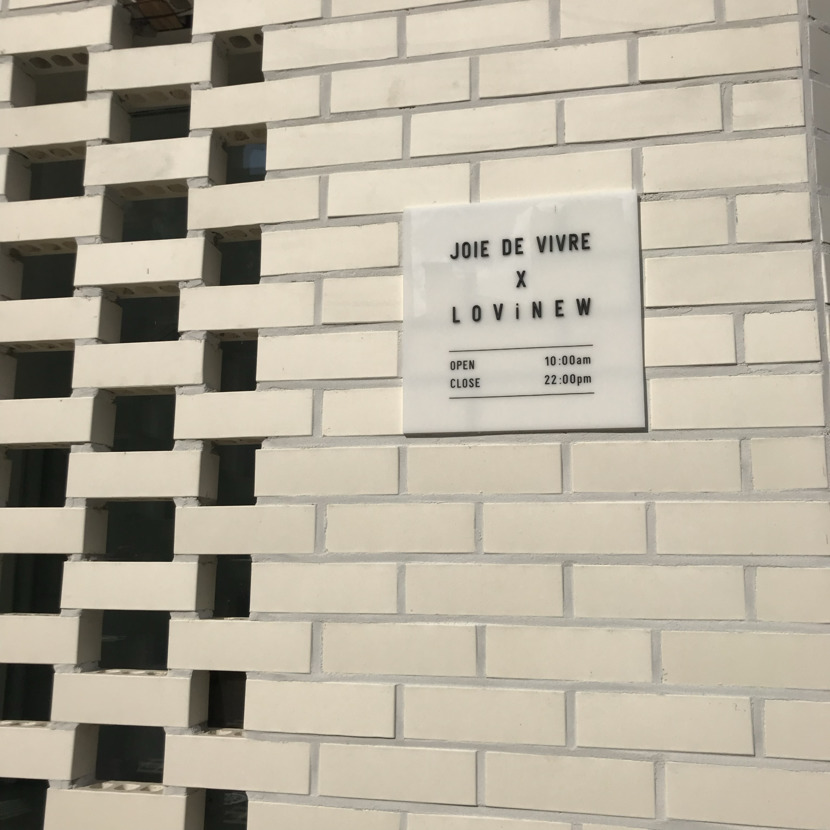 JOIE DE VIVRE
X
LOViNEW
OPEN 10:00am
CLOSE 22:00pm